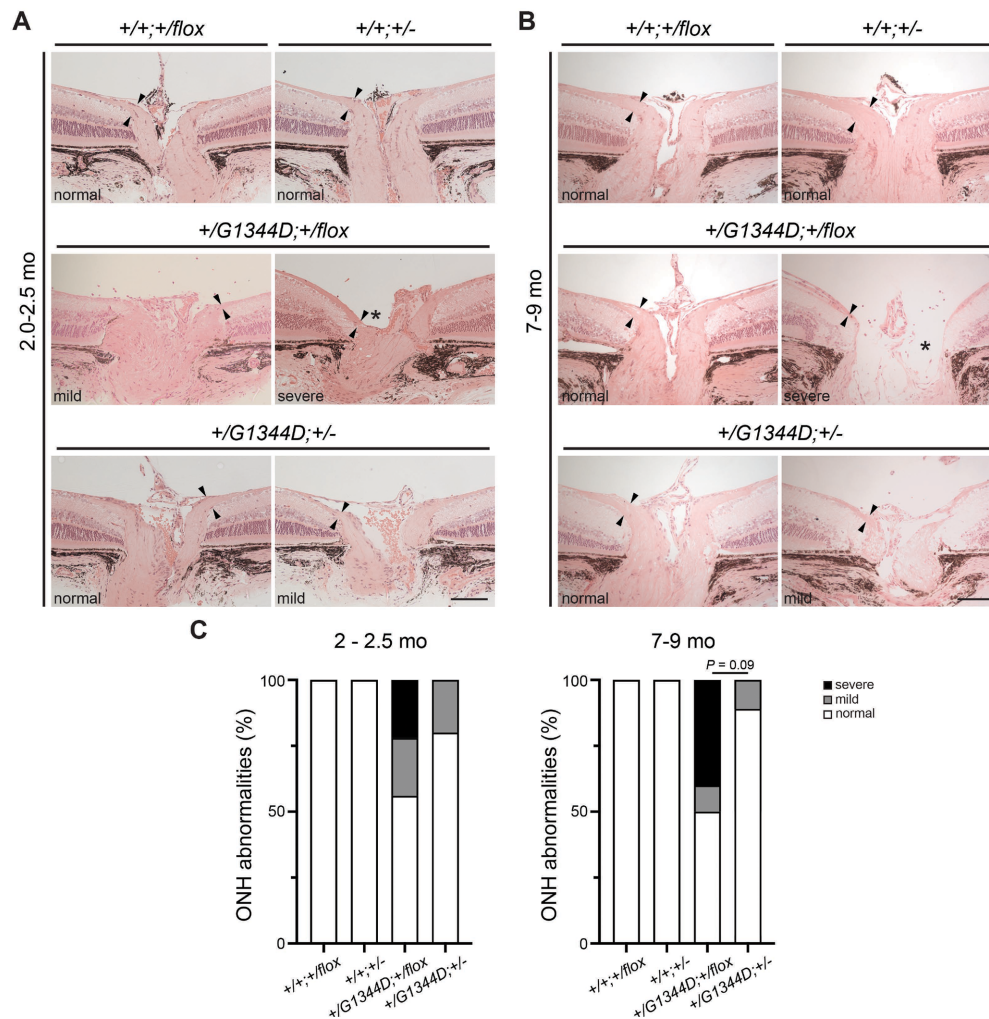 A
+/+;+/flox
+/+;+/-
2.0-2.5 mo
normal
normal
+/G1344D;+/flox
mild
*
severe
+/G1344D;+/-
normal
mild
B
+/+;+/flox
+/+;+/-
7-9 mo
normal
normal
+/G1344D;+/flox
normal
*
severe
+/G1344D;+/-
normal
mild
C
2 - 2.5 mo
ONH abnormalities (%)
100
50
0
+/+;+/flox
+/+;+/-
+/G1344D;+/flox
+/G1344D;+/-
7-9 mo
P = 0.09
ONH abnormalities (%)
100
50
0
+/+;+/flox
+/+;+/-
+/G1344D;+/flox
+/G1344D;+/-
severe
mild
normal